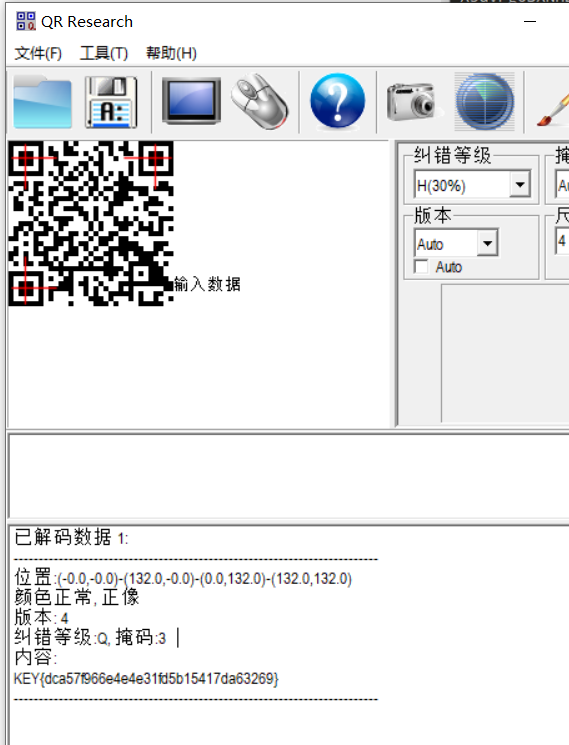 QR Research
文件(F) 工具(T) 帮助(H)
纠错等级
H(30%)
版本
Auto
4
Auto
输入数据
已解码数据 1:
位置:(-0.0,-0.0)-(132.0,-0.0)-(0.0,132.0)-(132.0,132.0)
颜色正常, 正像
版本: 4
纠错等级:Q, 掩码:3
内容:
KEY{dca57f966e4e4e31fd5b15417da63269}